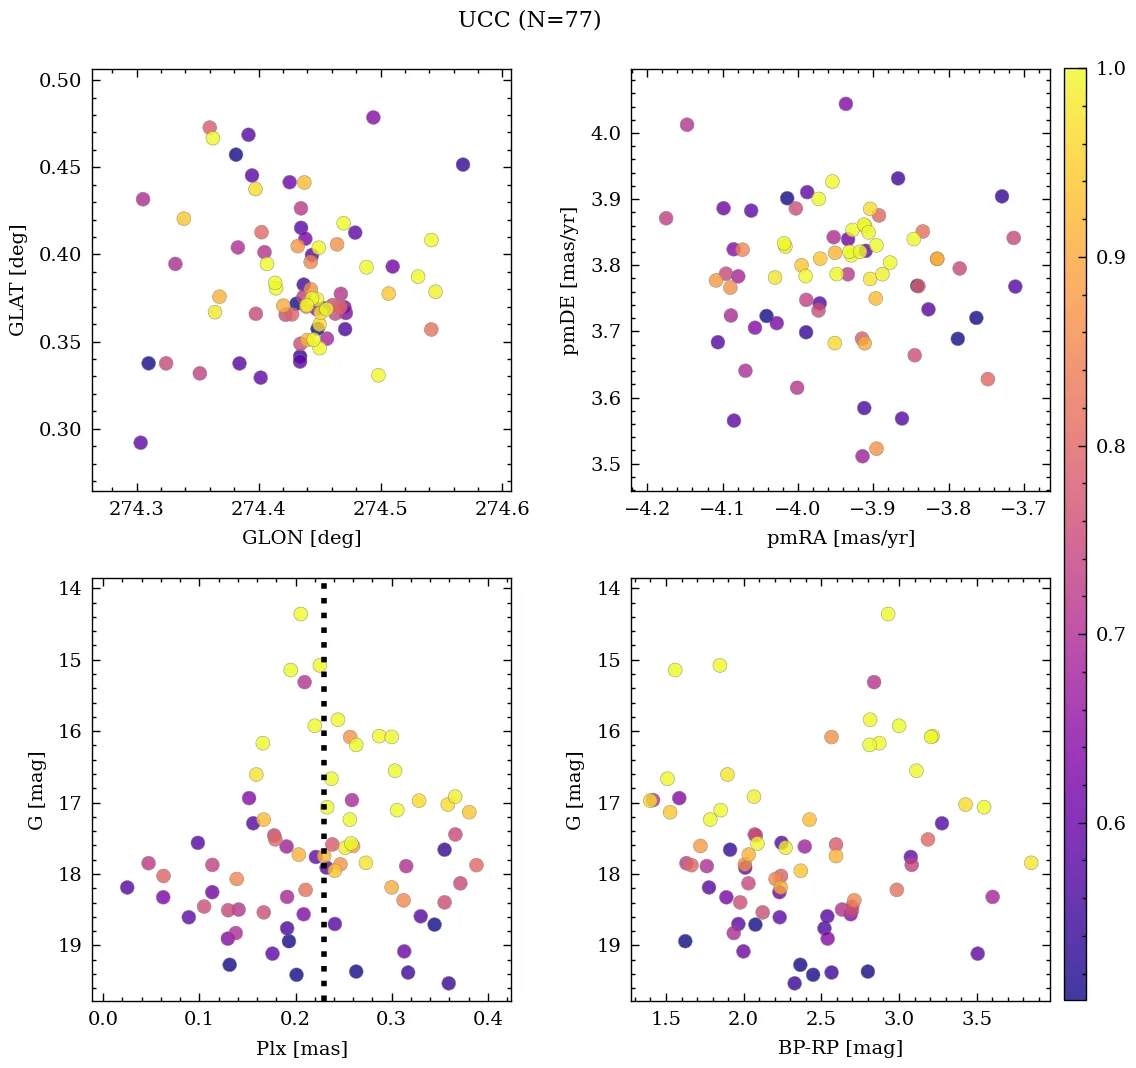 UCC (N=77)
0.50
0.45
0.40
0.35
0.30
GLAT [deg]
274.3 274.4 274.5 274.6
GLON [deg]
4.0
3.9
3.8
3.7
3.6
3.5
pmDE [mas/yr]
−4.2 −4.1 −4.0 −3.9 −3.8 −3.7
pmRA [mas/yr]
1.0
0.9
0.8
0.7
0.6
14
15
16
17
18
19
G [mag]
0.0 0.1 0.2 0.3 0.4
Plx [mas]
14
15
16
17
18
19
G [mag]
1.5 2.0 2.5 3.0 3.5
BP-RP [mag]